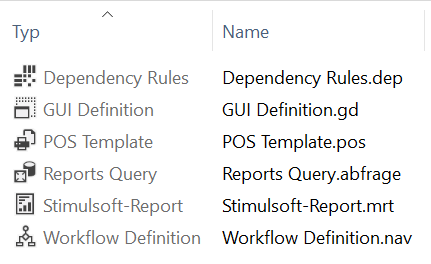 Typ Name
Dependency Rules Dependency Rules.dep
GUI Definition GUI Definition.gd
POS Template POS Template.pos
Reports Query Reports Query.abfrage
Stimulsoft-Report Stimulsoft-Report.mrt
Workflow Definition Workflow Definition.nav